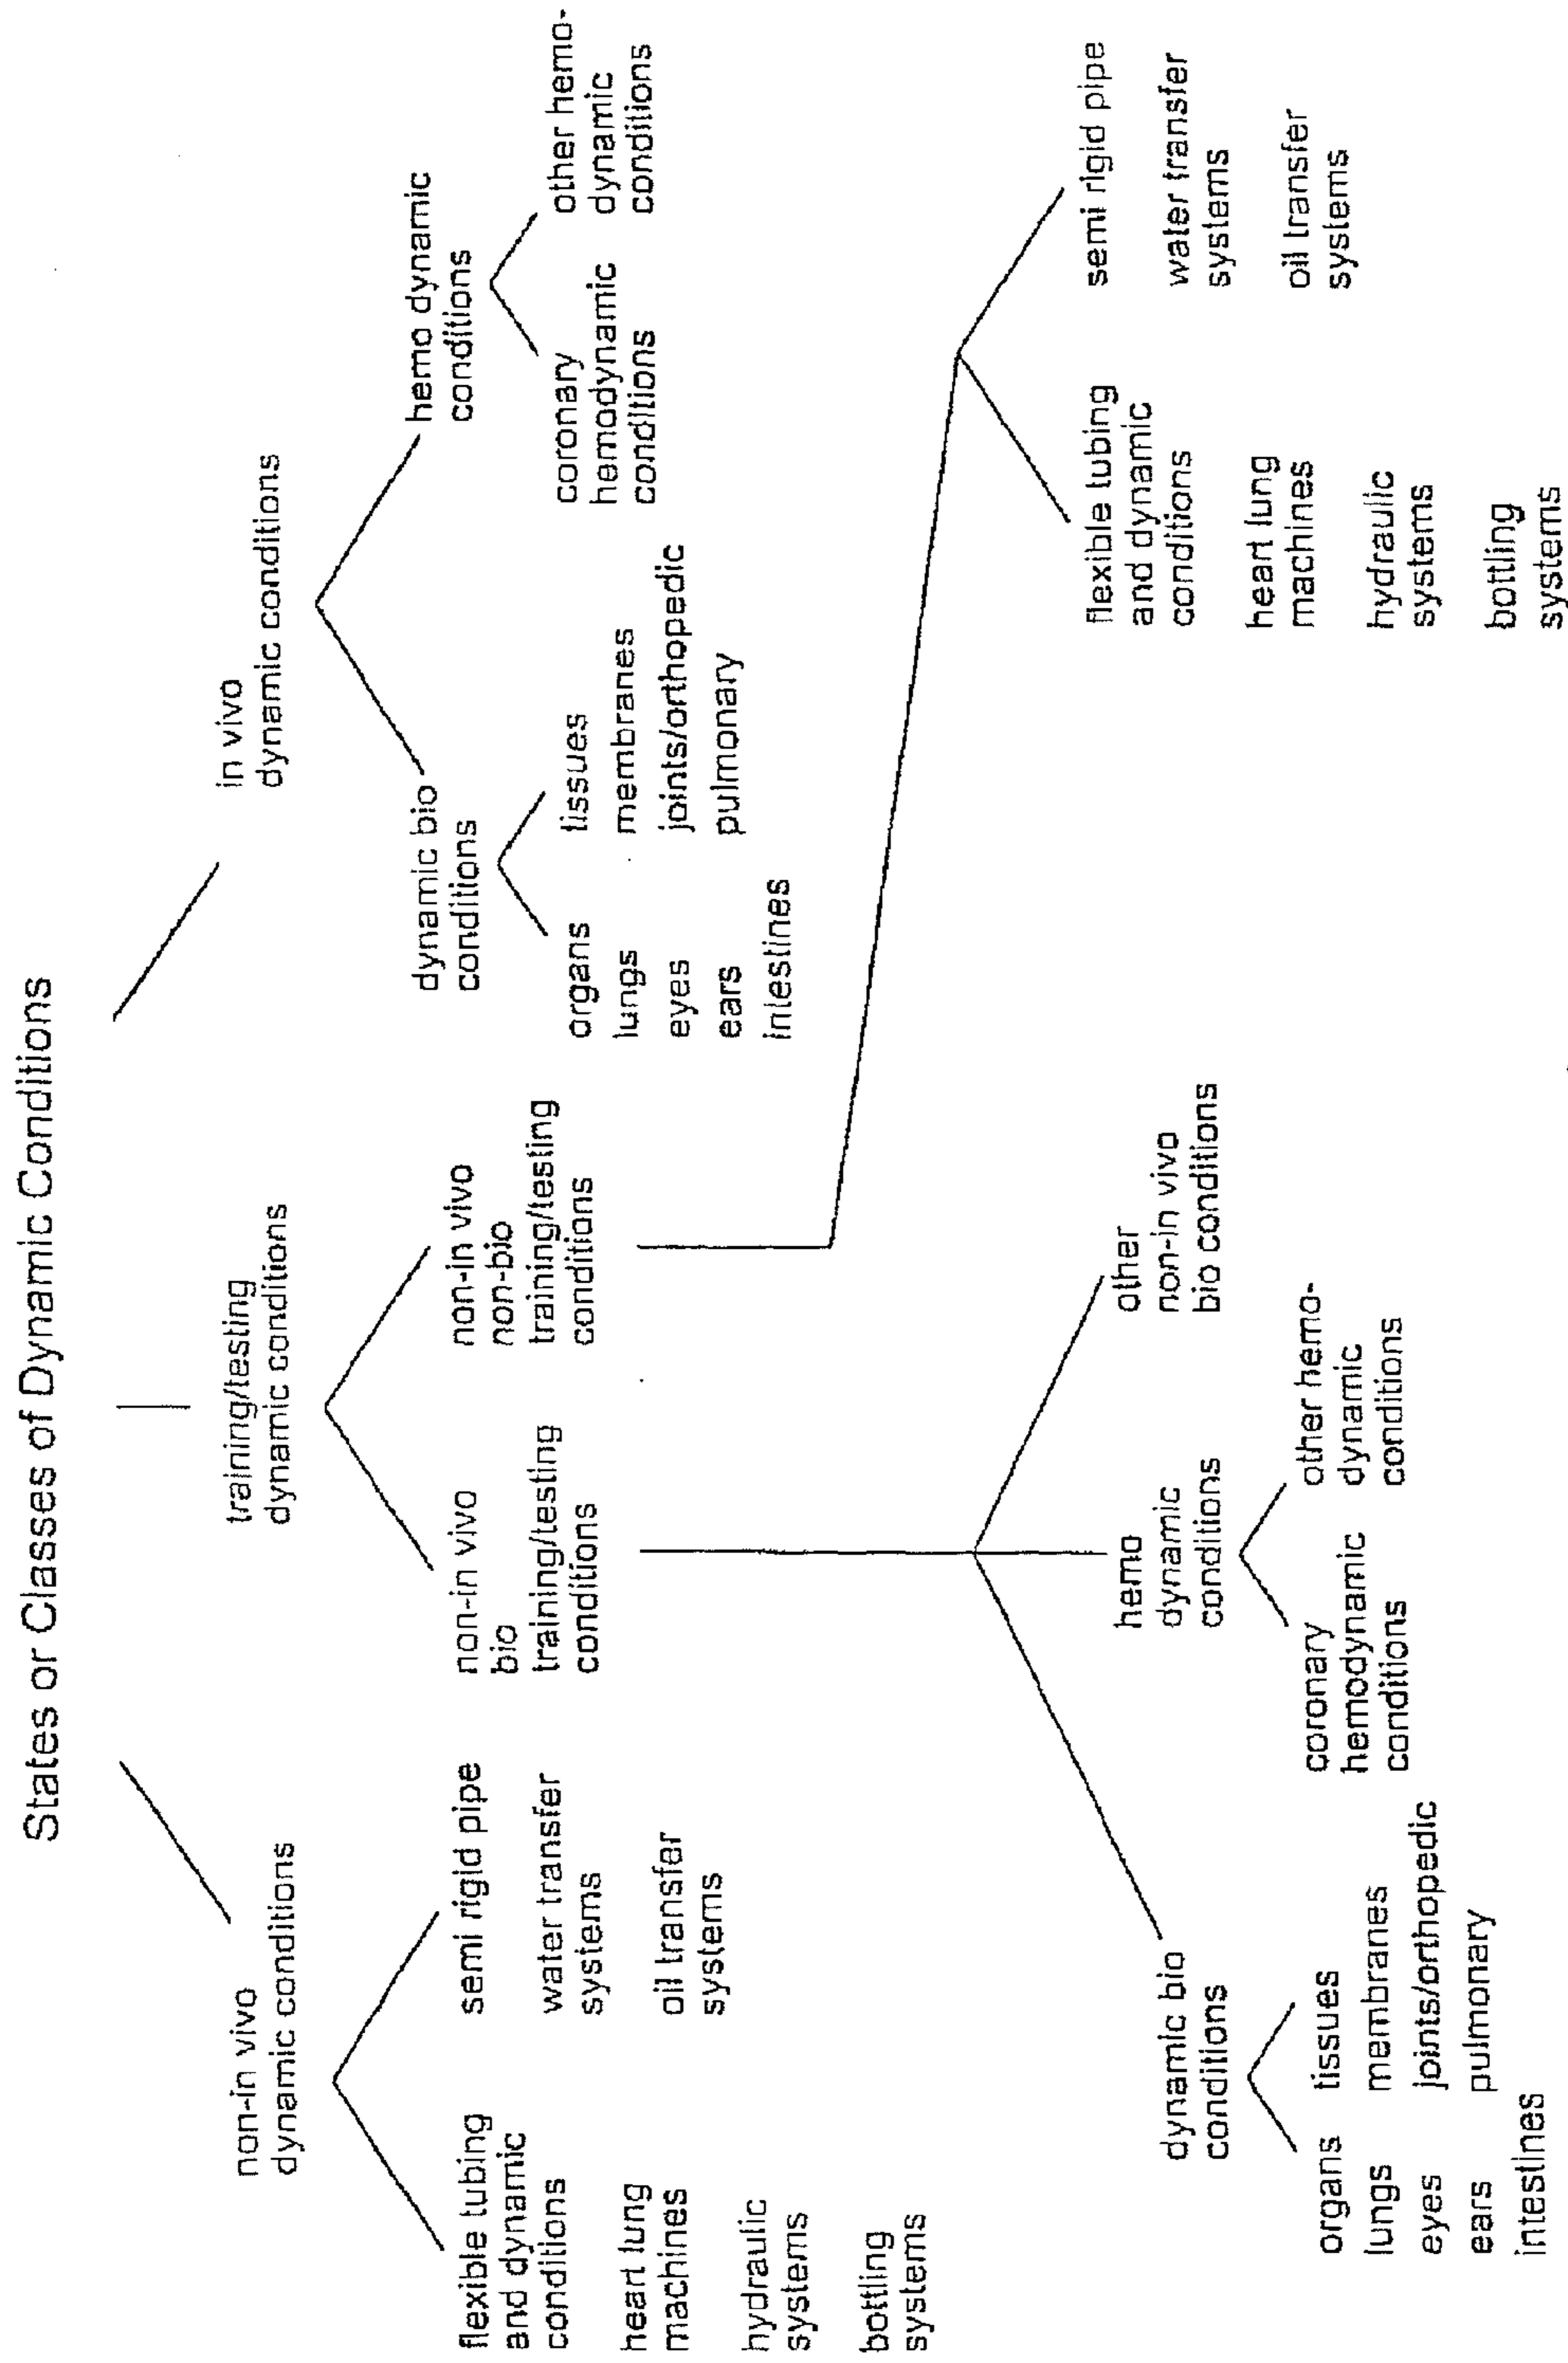 States or Classes of Dynamic Conditions
non-in vivo
dynamic conditions
flexible tubing
and dynamic
conditions
heart lung
machines
hydraulic
systems
bottling
systems
semi rigid pipe
water transfer
systems
oil transfer
systems
training/testing
dynamic conditions
non-in vivo
bio
training/testing
conditions
non-in vivo
non-bio
training/testing
conditions
in vivo
dynamic conditions
dynamic bio
conditions
organs
lungs
eyes
ears
intestines
tissues
membranes
joints/orthopedic
pulmonary
hemo dynamic
conditions
coronary
hemodynamic
conditions
other hemo-
dynamic
conditions
dynamic bio
conditions
organs
lungs
eyes
ears
intestines
tissues
membranes
joints/orthopedic
pulmonary
hemo
dynamic
conditions
coronary
hemodynamic
conditions
other hemo-
dynamic
conditions
other
non-in vivo
bio conditions
flexible tubing
and dynamic
conditions
heart lung
machines
hydraulic
systems
bottling
systems
semi rigid pipe
water transfer
systems
oil transfer
systems